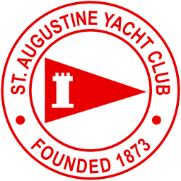 ST. AUGUSTINE YACHT CLUB
FOUNDED 1873